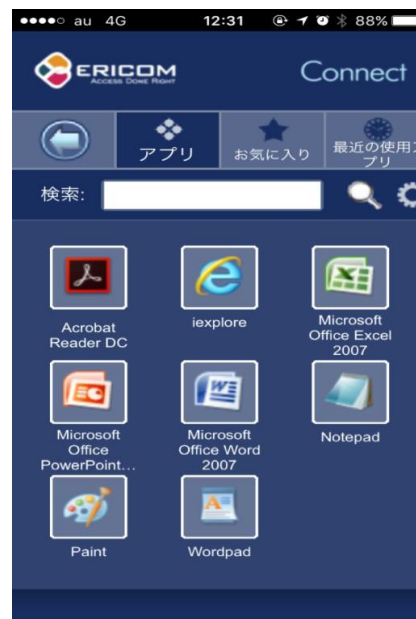 au 4G 12:31 88%
ERICOM
ACCESS DONE RIGHT
Connect
アプリ
お気に入り
最近の使用ア
プリ
検索:
Acrobat
Reader DC
iexplore
Microsoft
Office Excel
2007
Microsoft
Office
PowerPoint...
Microsoft
Office Word
2007
Notepad
Paint
Wordpad